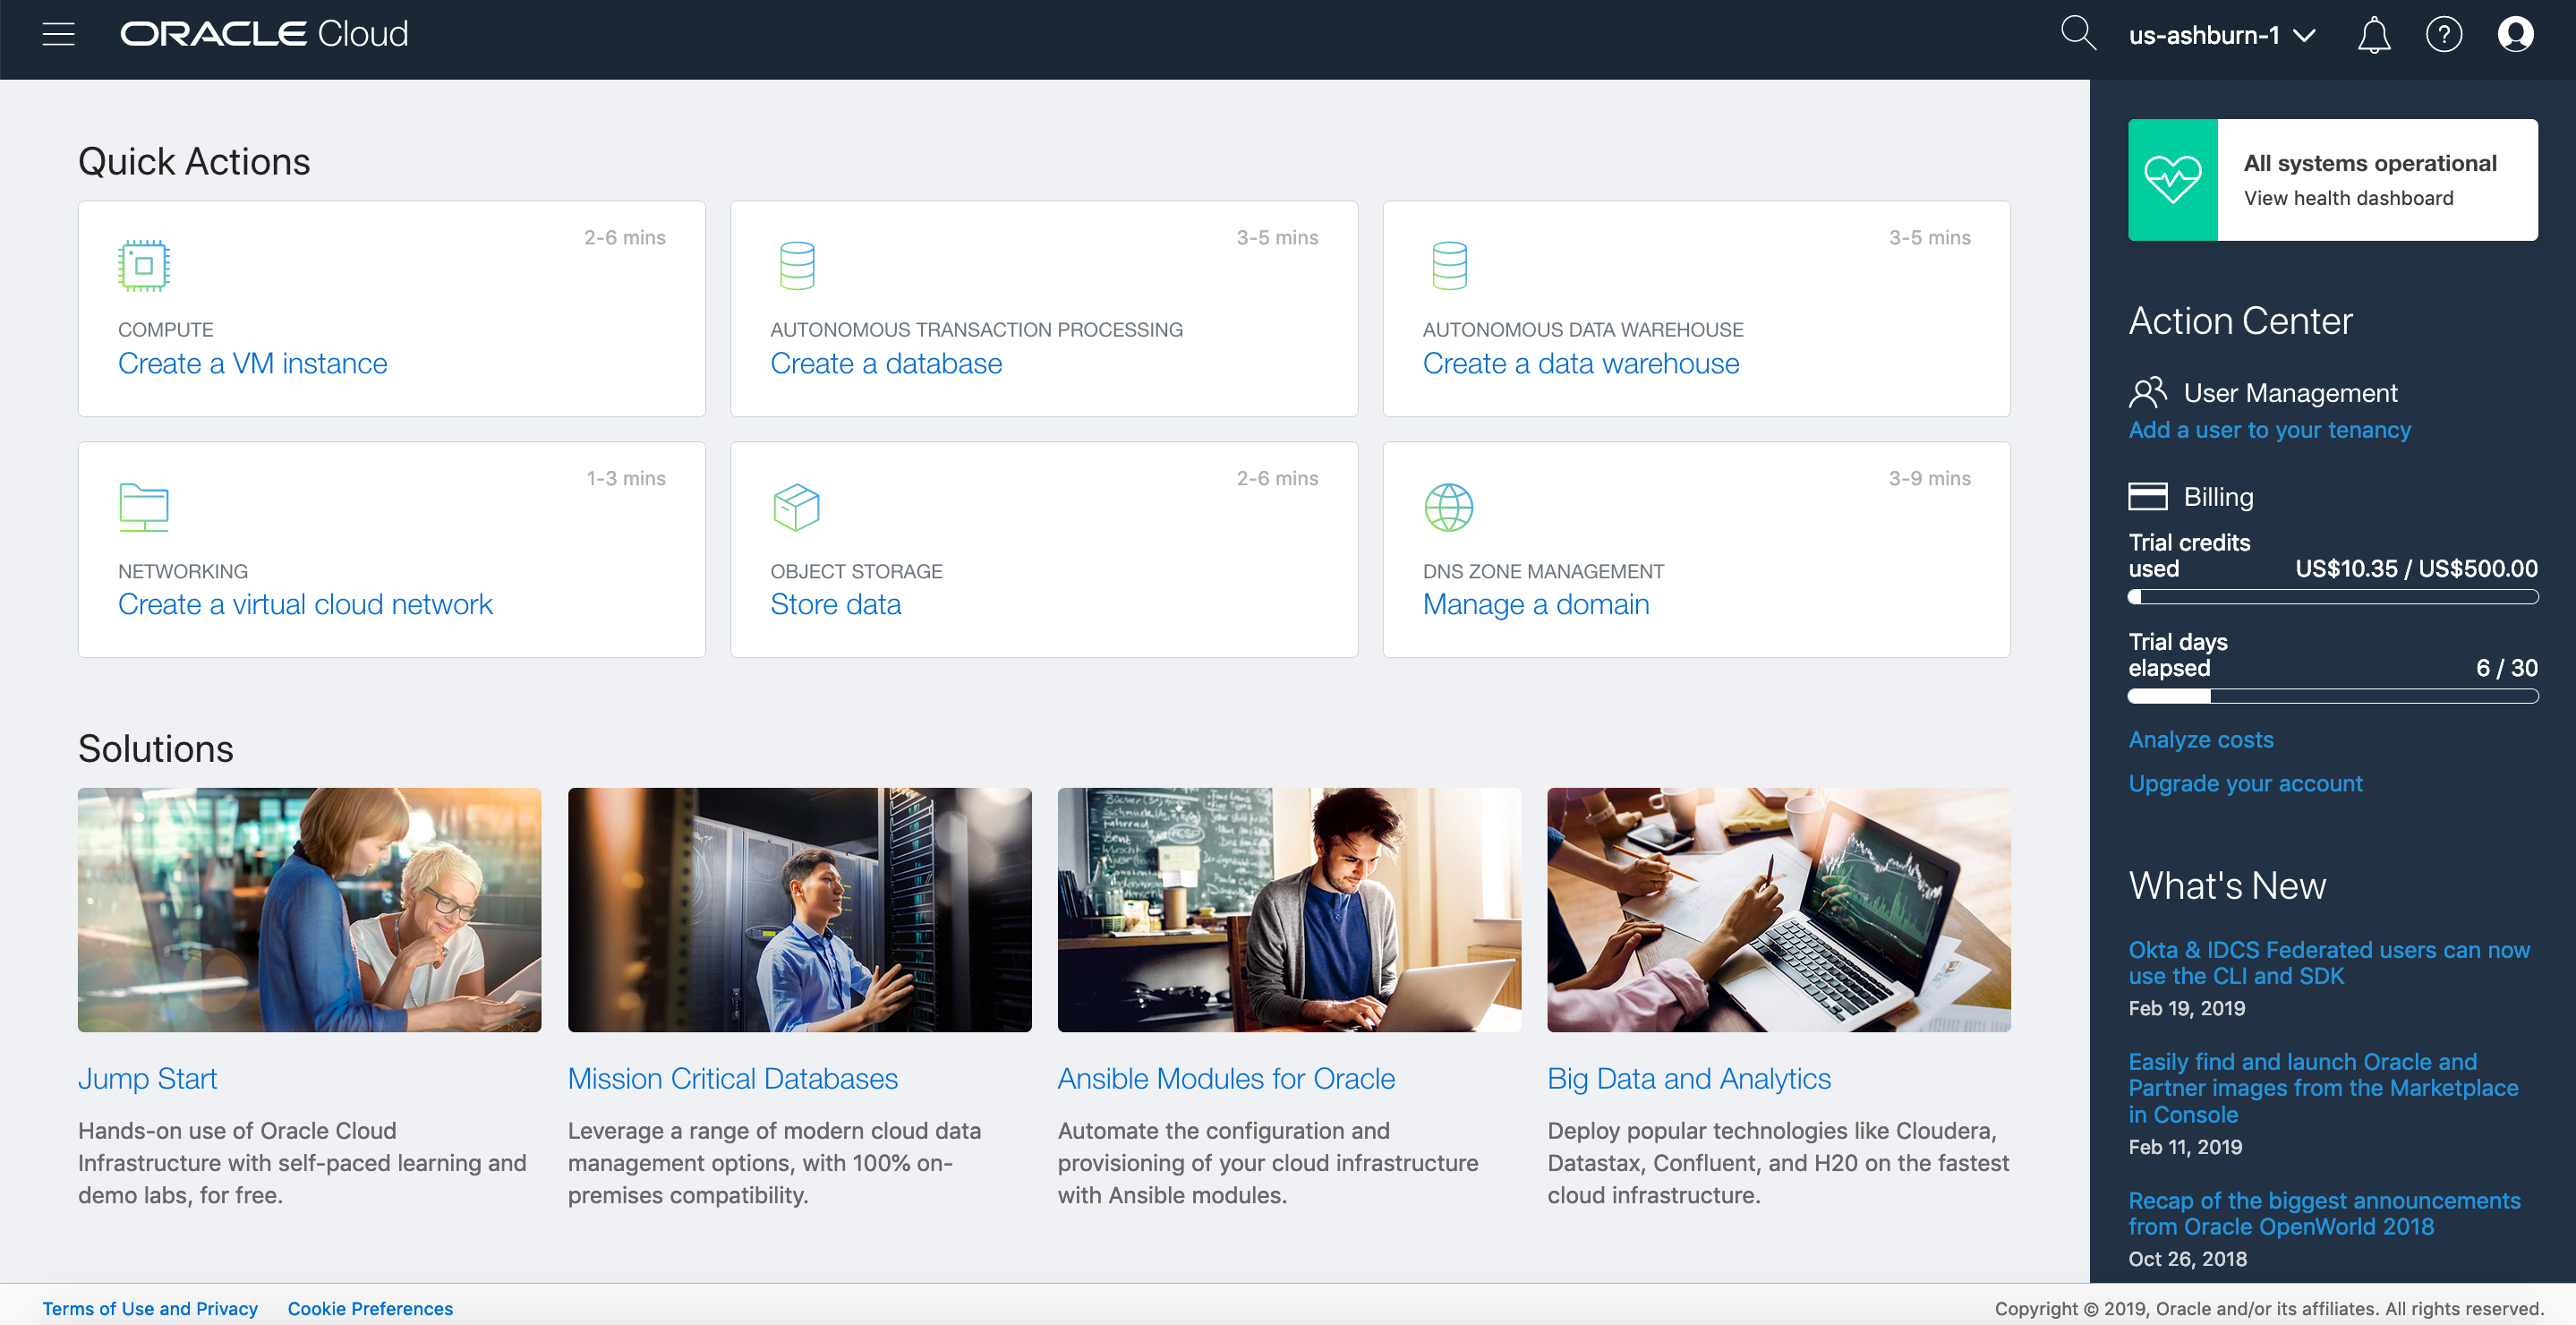 ORACLE Cloud
us-ashburn-1
Quick Actions
2-6 mins
COMPUTE
Create a VM instance
3-5 mins
AUTONOMOUS TRANSACTION PROCESSING
Create a database
3-5 mins
AUTONOMOUS DATA WAREHOUSE
Create a data warehouse
1-3 mins
NETWORKING
Create a virtual cloud network
2-6 mins
OBJECT STORAGE
Store data
3-9 mins
DNS ZONE MANAGEMENT
Manage a domain
Solutions
Jump Start
Hands-on use of Oracle Cloud
Infrastructure with self-paced learning and
demo labs, for free.
Mission Critical Databases
Leverage a range of modern cloud data
management options, with 100% on-
premises compatibility.
Ansible Modules for Oracle
Automate the configuration and
provisioning of your cloud infrastructure
with Ansible modules.
Big Data and Analytics
Deploy popular technologies like Cloudera,
Datastax, Confluent, and H20 on the fastest
cloud infrastructure.
All systems operational
View health dashboard
Action Center
User Management
Add a user to your tenancy
Billing
Trial credits
used US$10.35 / US$500.00
Trial days
elapsed 6 / 30
Analyze costs
Upgrade your account
What's New
Okta & IDCS Federated users can now
use the CLI and SDK
Feb 19, 2019
Easily find and launch Oracle and
Partner images from the Marketplace
in Console
Feb 11, 2019
Recap of the biggest announcements
from Oracle OpenWorld 2018
Oct 26, 2018
Terms of Use and Privacy Cookie Preferences
Copyright © 2019, Oracle and/or its affiliates. All rights reserved.